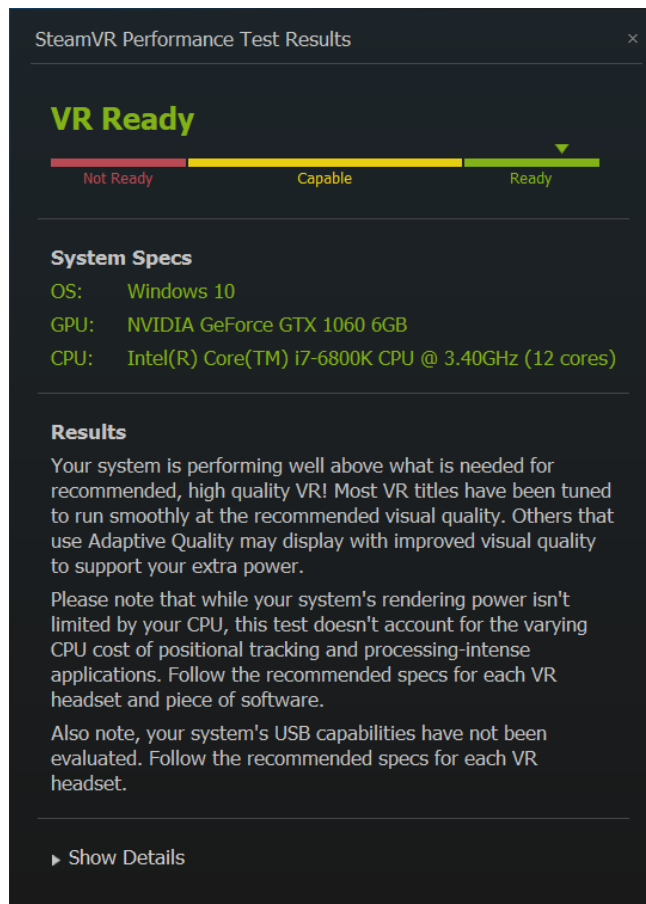 SteamVR Performance Test Results ×
VR Ready
Not Ready Capable Ready
System Specs
OS: Windows 10
GPU: NVIDIA GeForce GTX 1060 6GB
CPU: Intel(R) Core(TM) i7-6800K CPU @ 3.40GHz (12 cores)
Results
Your system is performing well above what is needed for
recommended, high quality VR! Most VR titles have been tuned
to run smoothly at the recommended visual quality. Others that
use Adaptive Quality may display with improved visual quality
to support your extra power.
Please note that while your system's rendering power isn't
limited by your CPU, this test doesn't account for the varying
CPU cost of positional tracking and processing-intense
applications. Follow the recommended specs for each VR
headset and piece of software.
Also note, your system's USB capabilities have not been
evaluated. Follow the recommended specs for each VR
headset.
Show Details